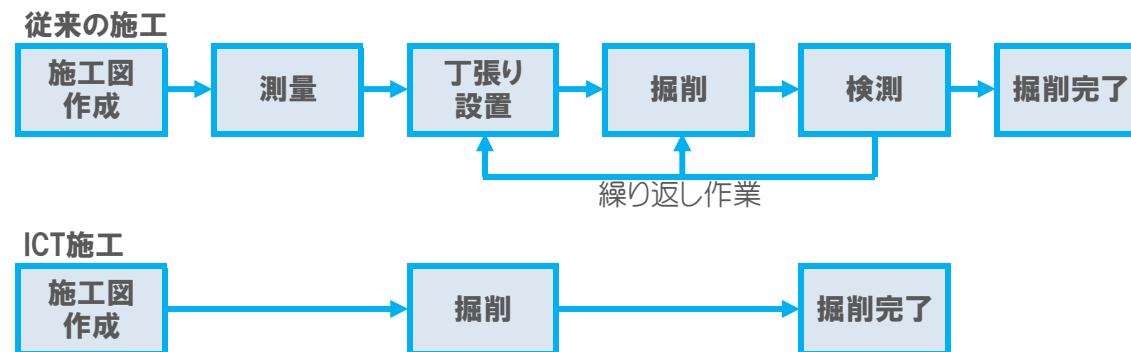 従来の施工
施工図
作成
測量
丁張り
設置
掘削
検測
掘削完了
繰り返し作業
ICT施工
施工図
作成
掘削
掘削完了